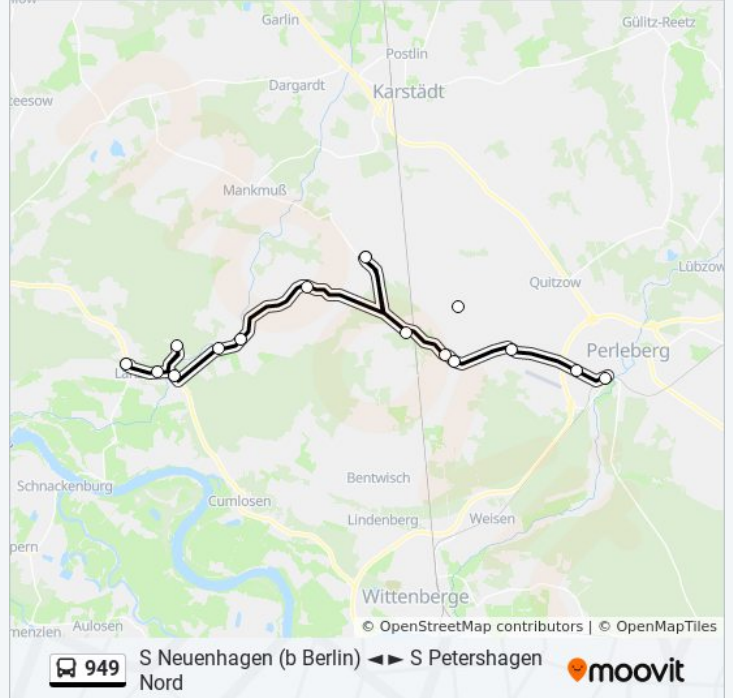 Garlin
Gülitz-Reetz
Postlin
Dargardt
Karstädt
Mankmuß
Quitzow
Lübzow
Perleberg
Schnackenburg
Cumlosen
Bentwisch
Lindenberg
Weisen
Wittenberge
Aulosen
© OpenStreetMap contributors | © OpenMapTiles
949
S Neuenhagen (b Berlin) ◄► S Petershagen
Nord
moovit